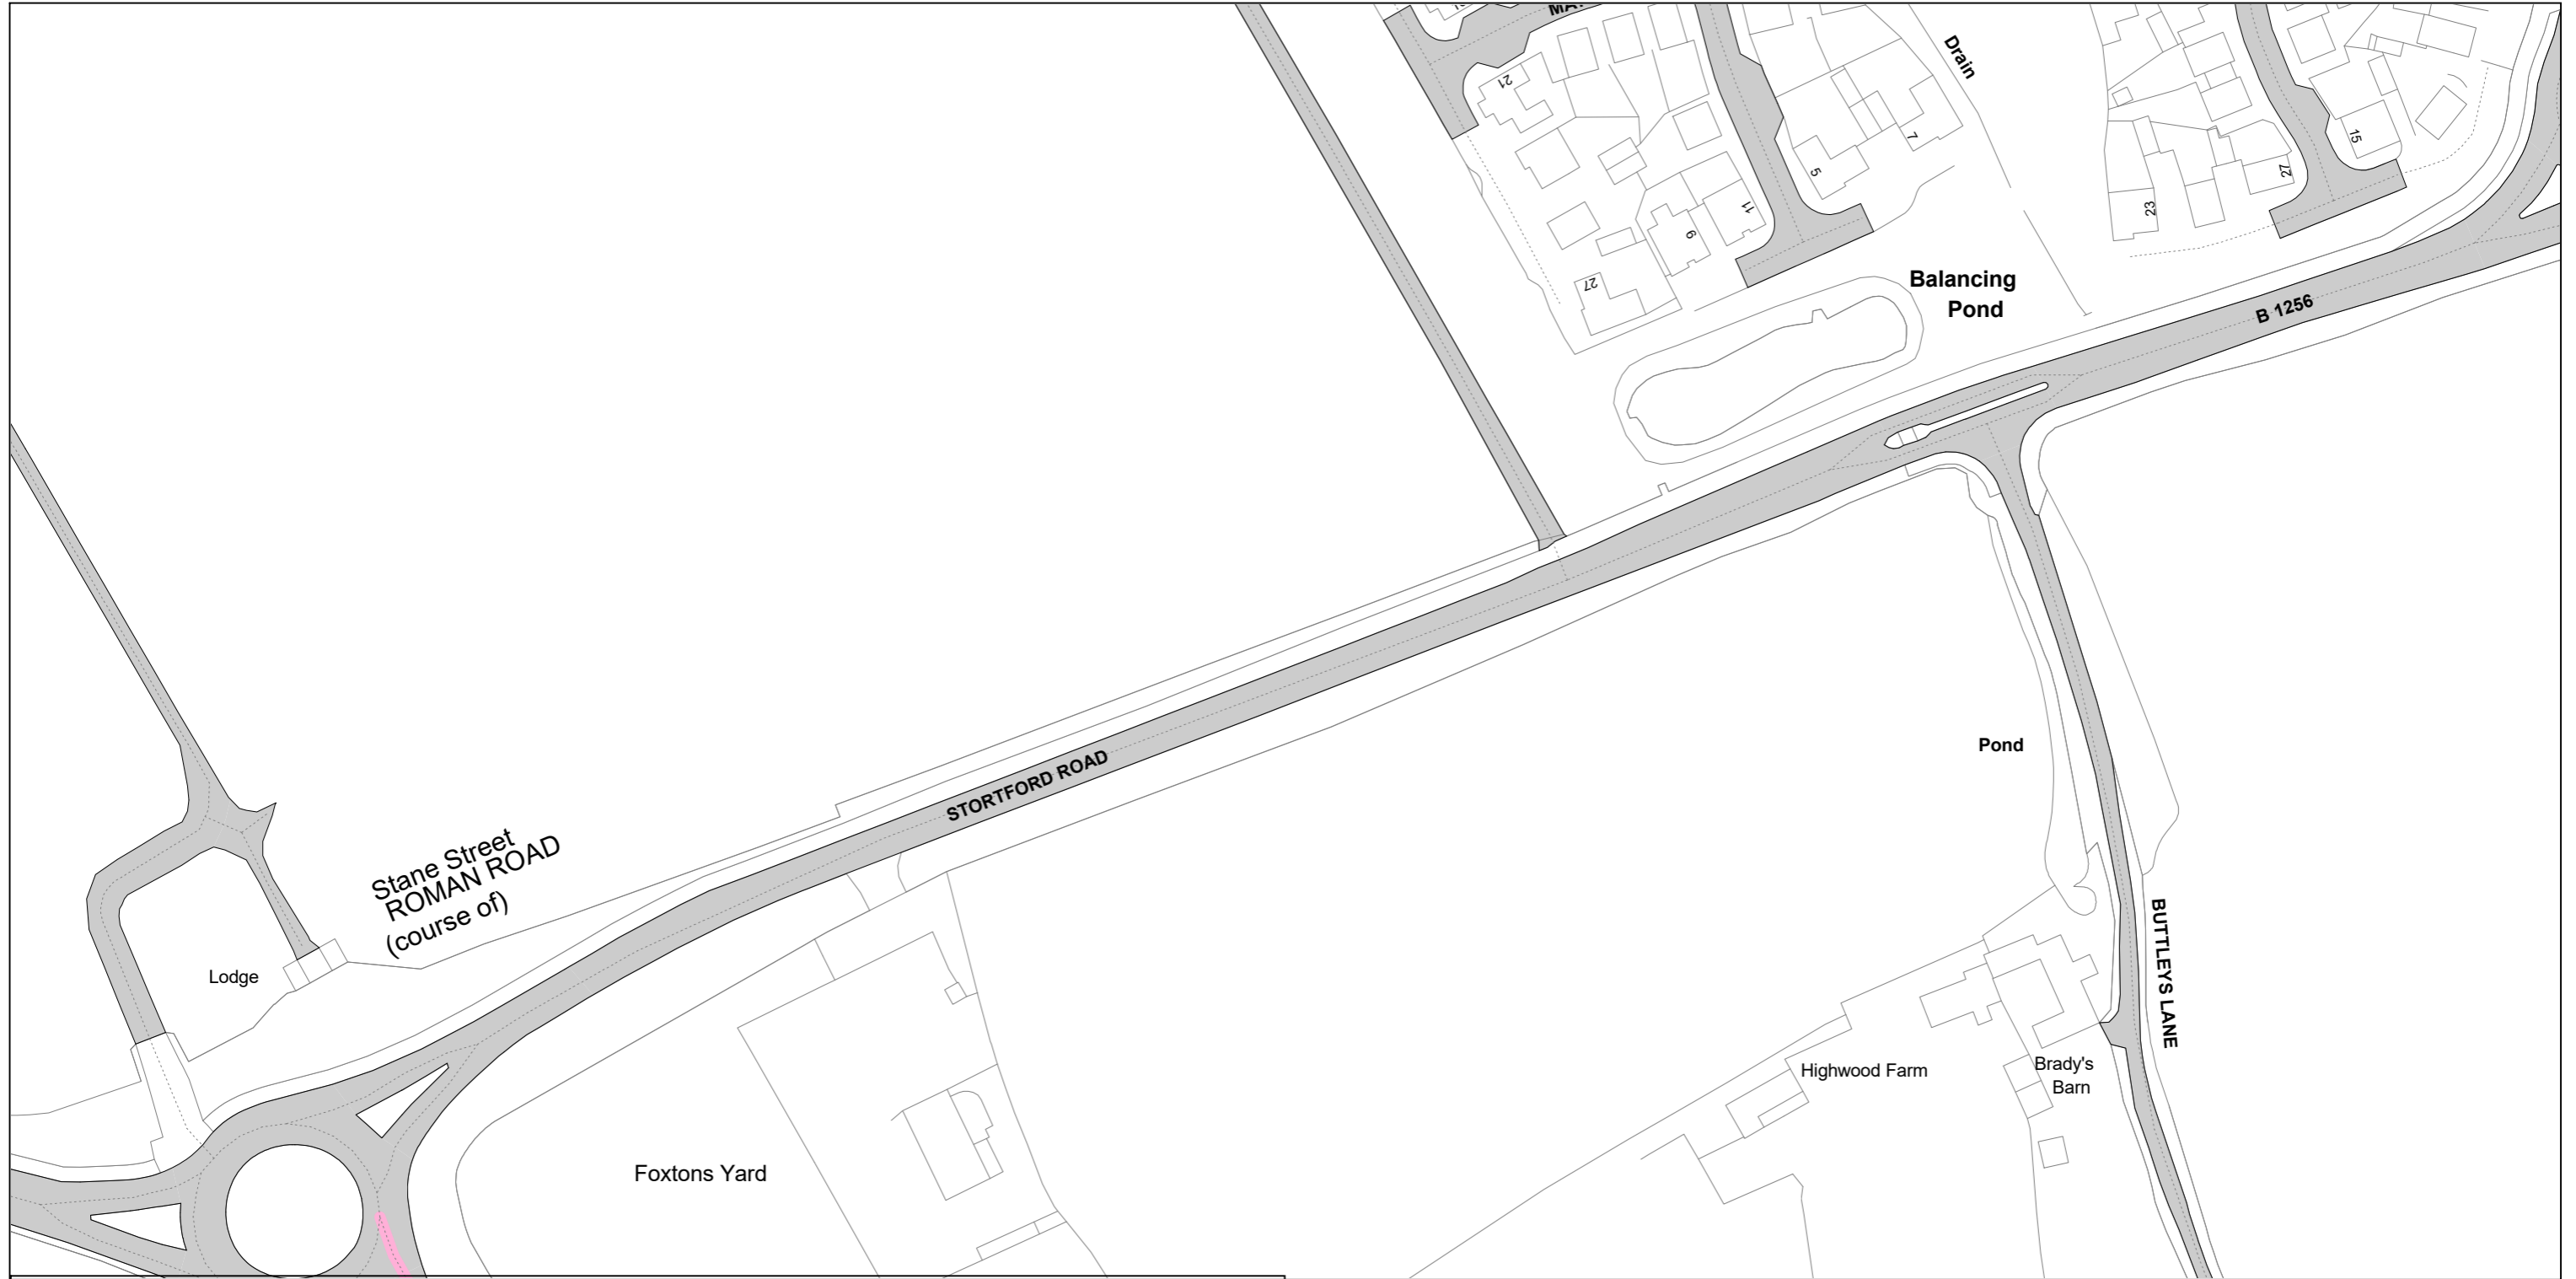 MA
21
Drain
5
7
15
27
23
11
9
27
Balancing
Pond
B 1256
STORTFORD ROAD
Pond
Stane Street
ROMAN ROAD
(course of)
Lodge
BUTTLEYS LANE
Highwood Farm
Brady's
Barn
Foxtons Yard